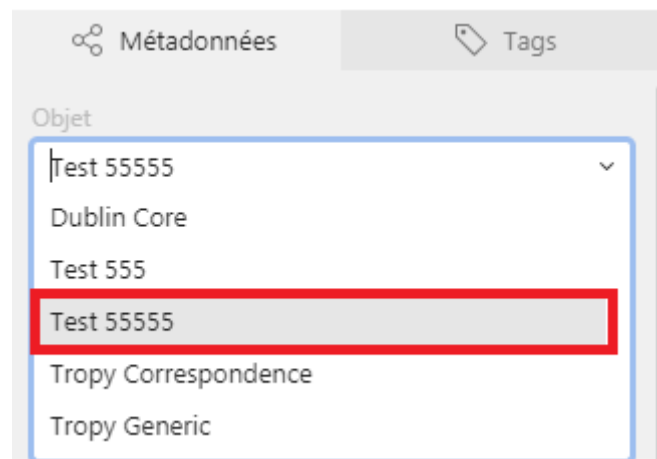 Métadonnées
Tags
Objet
Test 55555
Dublin Core
Test 555
Test 55555
Tropy Correspondence
Tropy Generic